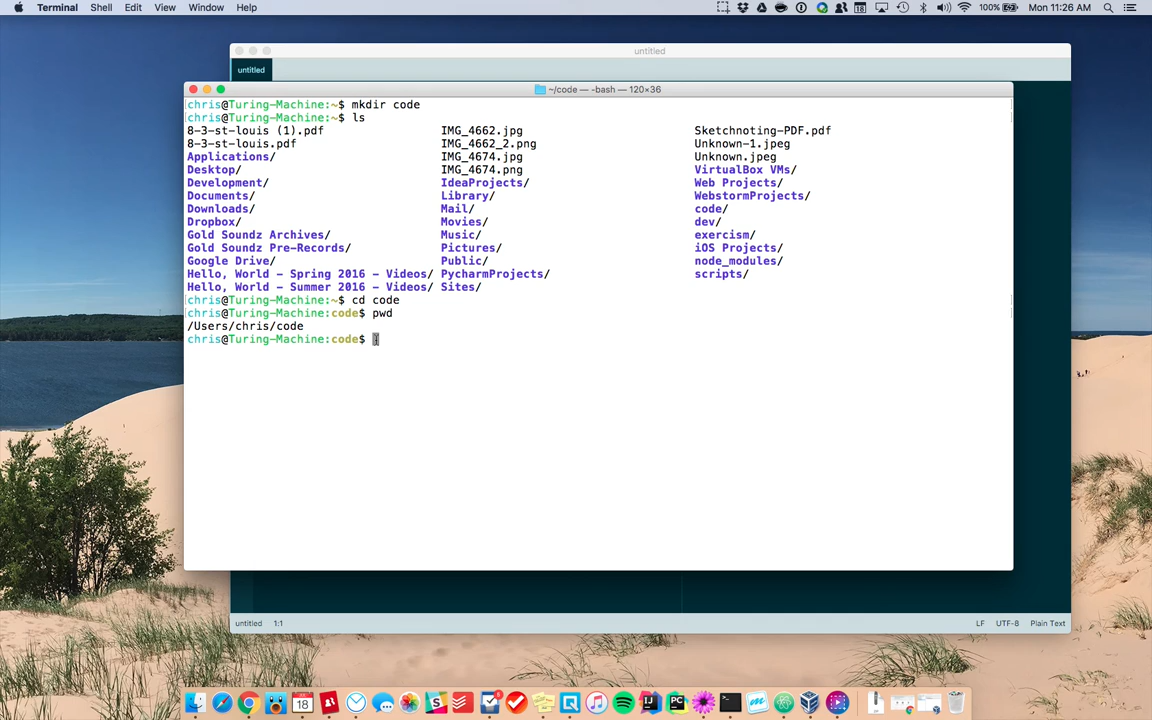 Terminal Shell Edit View Window Help 18 100% Mon 11:26 AM
untitled
untitled
~/code — -bash — 120×36
chris@Turing-Machine:~$ mkdir code
chris@Turing-Machine:~$ ls
8-3-st-louis (1).pdf IMG_4662.jpg Sketchnoting-PDF.pdf
8-3-st-louis.pdf IMG_4662_2.png Unknown-1.jpeg
Applications/ IMG_4674.jpg Unknown.jpeg
Desktop/ IMG_4674.png VirtualBox VMs/
Development/ IdeaProjects/ Web Projects/
Documents/ Library/ WebstormProjects/
Downloads/ Mail/ code/
Dropbox/ Movies/ dev/
Gold Soundz Archives/ Music/ exercism/
Gold Soundz Pre-Records/ Pictures/ iOS Projects/
Google Drive/ Public/ node_modules/
Hello, World - Spring 2016 - Videos/ PycharmProjects/ scripts/
Hello, World - Summer 2016 - Videos/ Sites/
chris@Turing-Machine:~$ cd code
chris@Turing-Machine:code$ pwd
/Users/chris/code
chris@Turing-Machine:code$
untitled 1:1 LF UTF-8 Plain Text
18 IJ PC